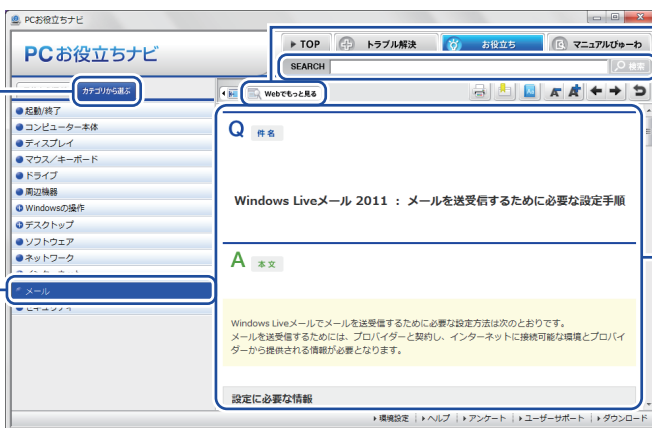 PCお役立ちナビ
PCお役立ちナビ
TOP
トラブル解決
お役立ち
マニュアルびゅーわ
SEARCH
検索
カテゴリから選ぶ
Webでもっと見る
起動/終了
コンピューター本体
ディスプレイ
マウス/キーボード
ドライブ
周辺機器
Windowsの操作
デスクトップ
ソフトウェア
ネットワーク
メール
Q 件名
Windows Liveメール 2011 : メールを送受信するために必要な設定手順
A 本文
Windows Liveメールでメールを送受信するために必要な設定方法は次のとおりです。
メールを送受信するためには、プロバイダーと契約し、インターネットに接続可能な環境とプロバイ
ダーから提供される情報が必要となります。
設定に必要な情報
環境設定 | ヘルプ | アンケート | ユーザーサポート | ダウンロード